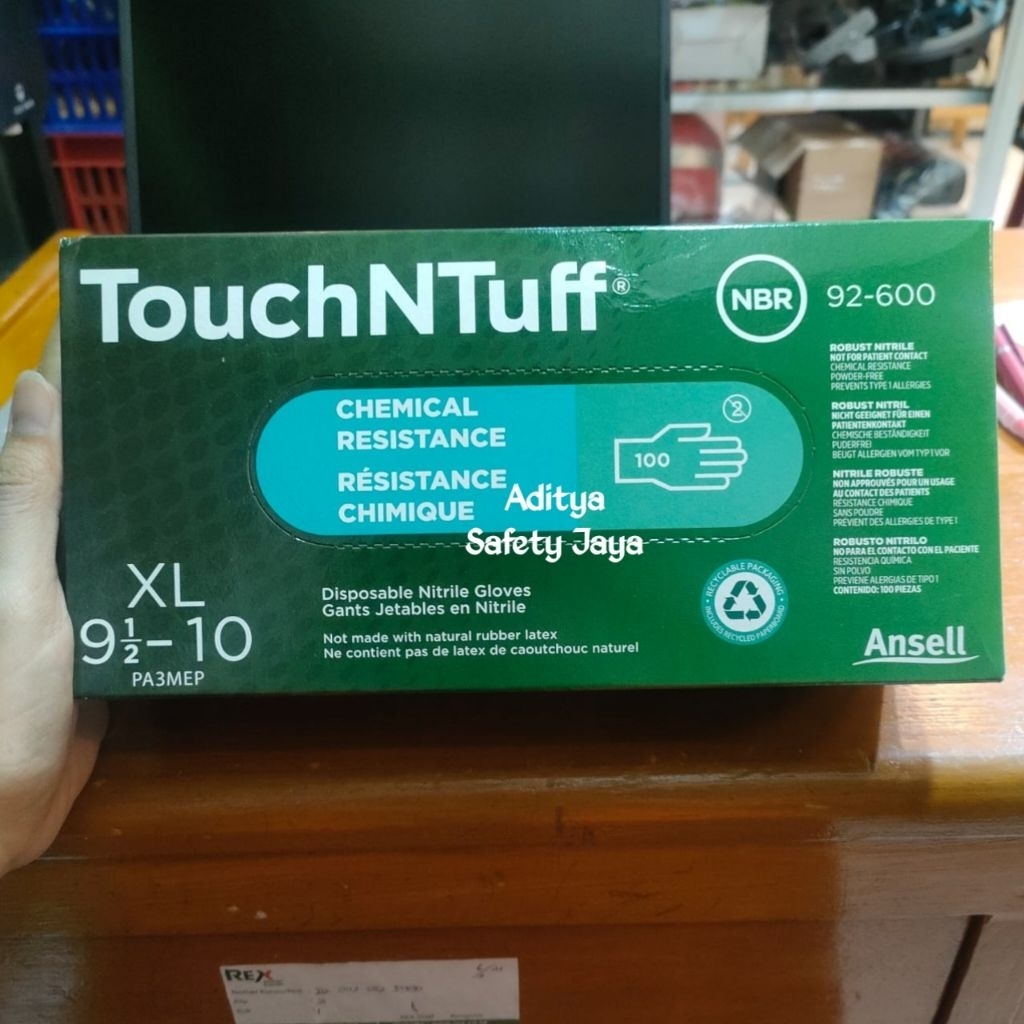 TouchNTuff®
NBR
92-600
ROBUST NITRILE
NOT FOR PATIENT CONTACT
CHEMICAL RESISTANCE
POWDER-FREE
PREVENTS TYPE 1 ALLERGIES
ROBUST NITRIL
NICHT GEEIGNET FÜR EINEN
PATIENTENKONTAKT
CHEMISCHE BESTÄNDIGKEIT
PUDERFREI
BEUGT ALLERGIEN VOM TYP 1 VOR
NITRILE ROBUSTE
NON APPROUVÉS POUR UN USAGE
AU CONTACT DES PATIENTS
RÉSISTANCE CHIMIQUE
SANS POUDRE
PRÉVIENT DES ALLERGIES DE TYPE 1
ROBUSTO NITRILO
NO PARA EL CONTACTO CON EL PACIENTE
RESISTENCIA QUÍMICA
SIN POLVO
PREVIENE ALERGIAS DE TIPO 1
CONTENIDO: 100 PIEZAS
CHEMICAL
RESISTANCE
RÉSISTANCE
CHIMIQUE
100
2
Aditya
Safety Jaya
XL
9½–10
РАЗМЕР
Disposable Nitrile Gloves
Gants Jetables en Nitrile
Not made with natural rubber latex
Ne contient pas de latex de caoutchouc naturel
RECYCLABLE PACKAGING
INCLUDES RECYCLED PAPERBOARD
Ansell
REX